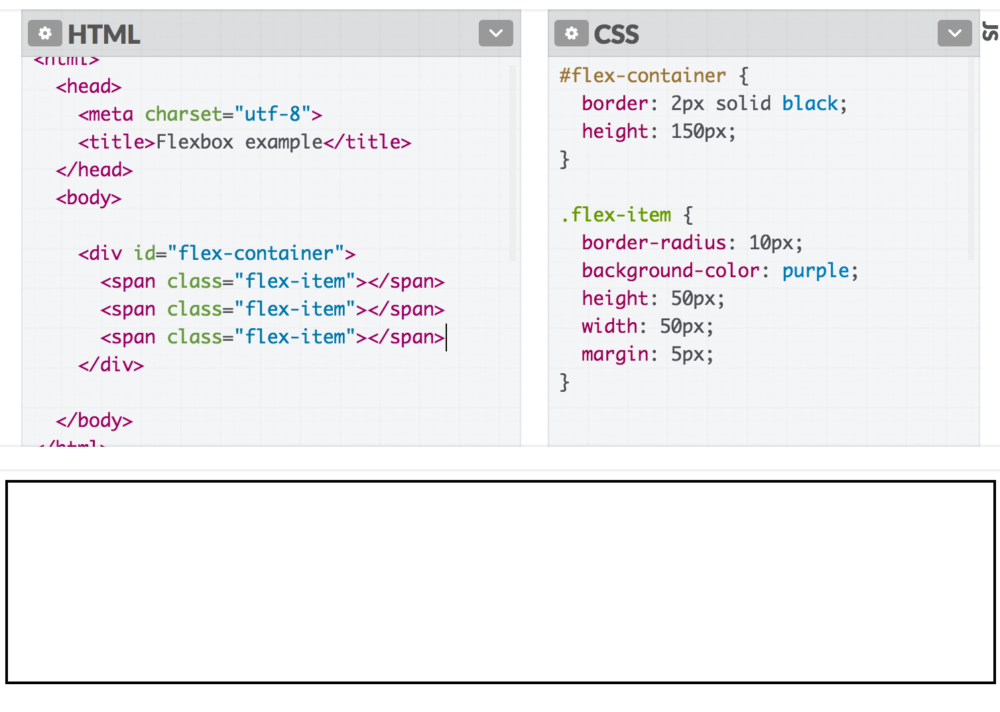 HTML
<html>
<head>
<meta charset="utf-8">
<title>Flexbox example</title>
</head>
<body>
<div id="flex-container">
<span class="flex-item"></span>
<span class="flex-item"></span>
<span class="flex-item"></span>
</div>
</body>
</html>
CSS
#flex-container {
border: 2px solid black;
height: 150px;
}
.flex-item {
border-radius: 10px;
background-color: purple;
height: 50px;
width: 50px;
margin: 5px;
}
JS